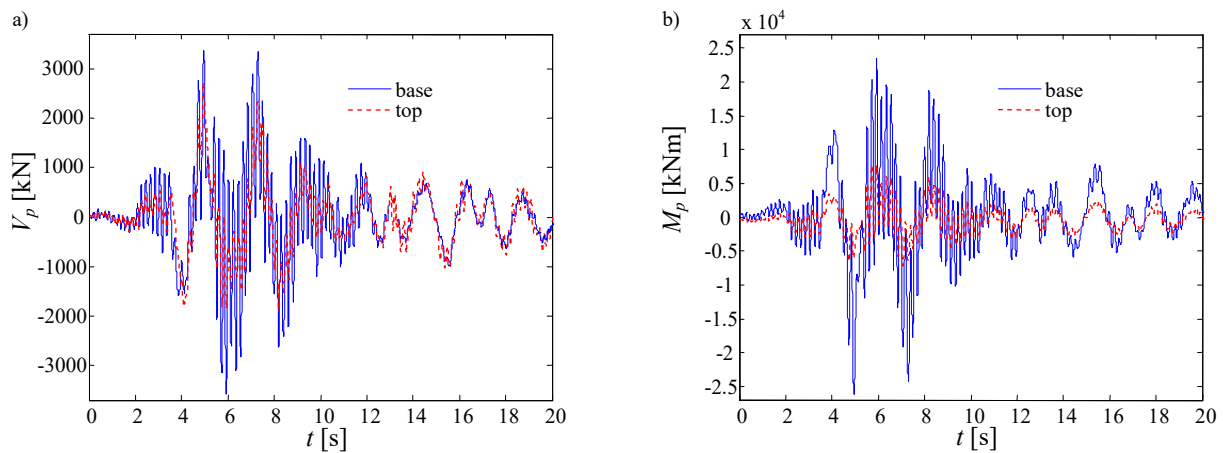 a)
V_p [kN]
3000
2000
1000
0
-1000
-2000
-3000
base
top
0 2 4 6 8 10 12 14 16 18 20
t [s]
b)
x 10⁴
M_p [kNm]
2.5
2
1.5
1
0.5
0
-0.5
-1
-1.5
-2
-2.5
base
top
0 2 4 6 8 10 12 14 16 18 20
t [s]